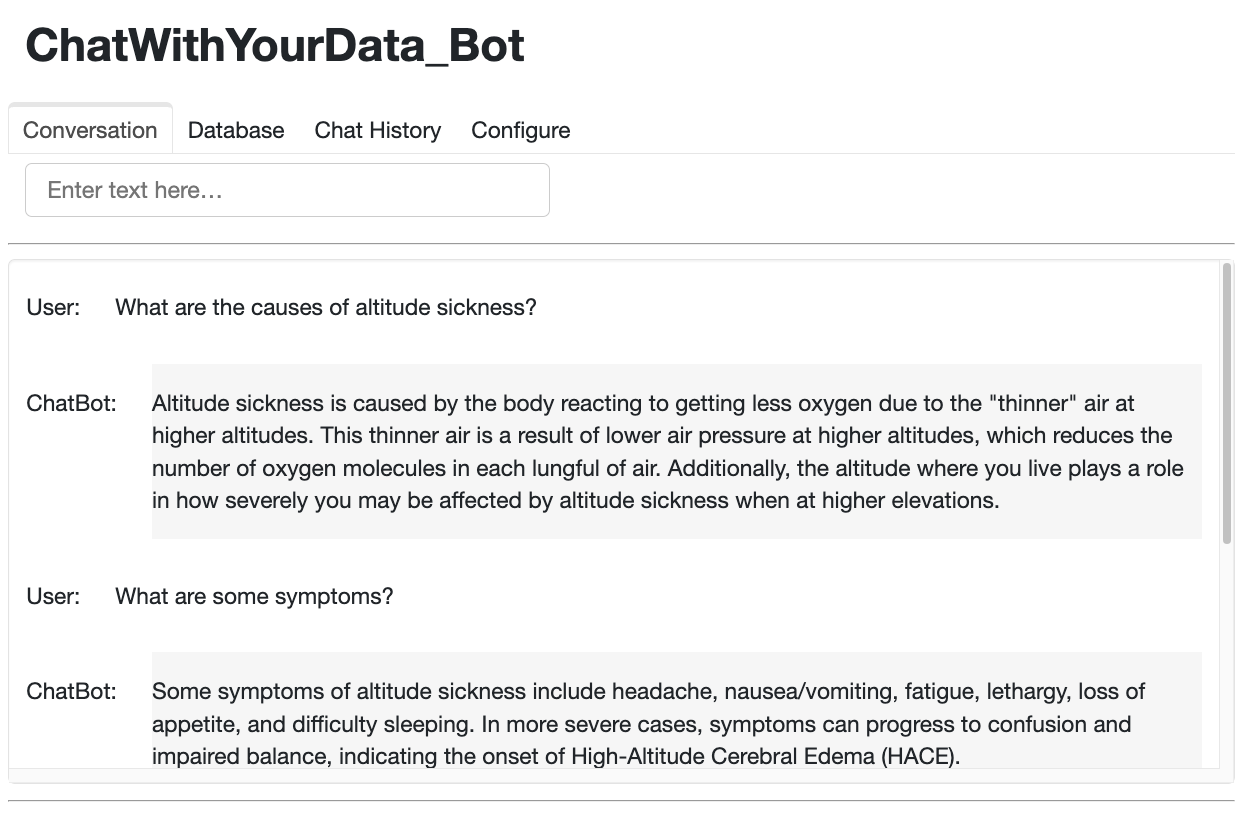 ChatWithYourData_Bot
Conversation Database Chat History Configure
Enter text here...
User: What are the causes of altitude sickness?
ChatBot: Altitude sickness is caused by the body reacting to getting less oxygen due to the "thinner" air at
higher altitudes. This thinner air is a result of lower air pressure at higher altitudes, which reduces the
number of oxygen molecules in each lungful of air. Additionally, the altitude where you live plays a role
in how severely you may be affected by altitude sickness when at higher elevations.
User: What are some symptoms?
ChatBot: Some symptoms of altitude sickness include headache, nausea/vomiting, fatigue, lethargy, loss of
appetite, and difficulty sleeping. In more severe cases, symptoms can progress to confusion and
impaired balance, indicating the onset of High-Altitude Cerebral Edema (HACE).